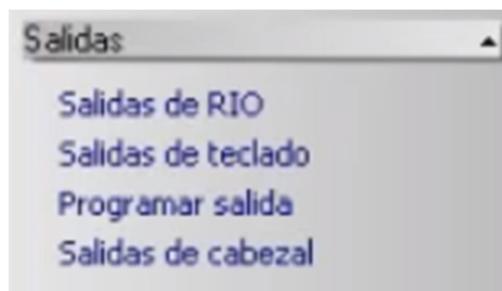 Salidas
Salidas de RIO
Salidas de teclado
Programar salida
Salidas de cabezal